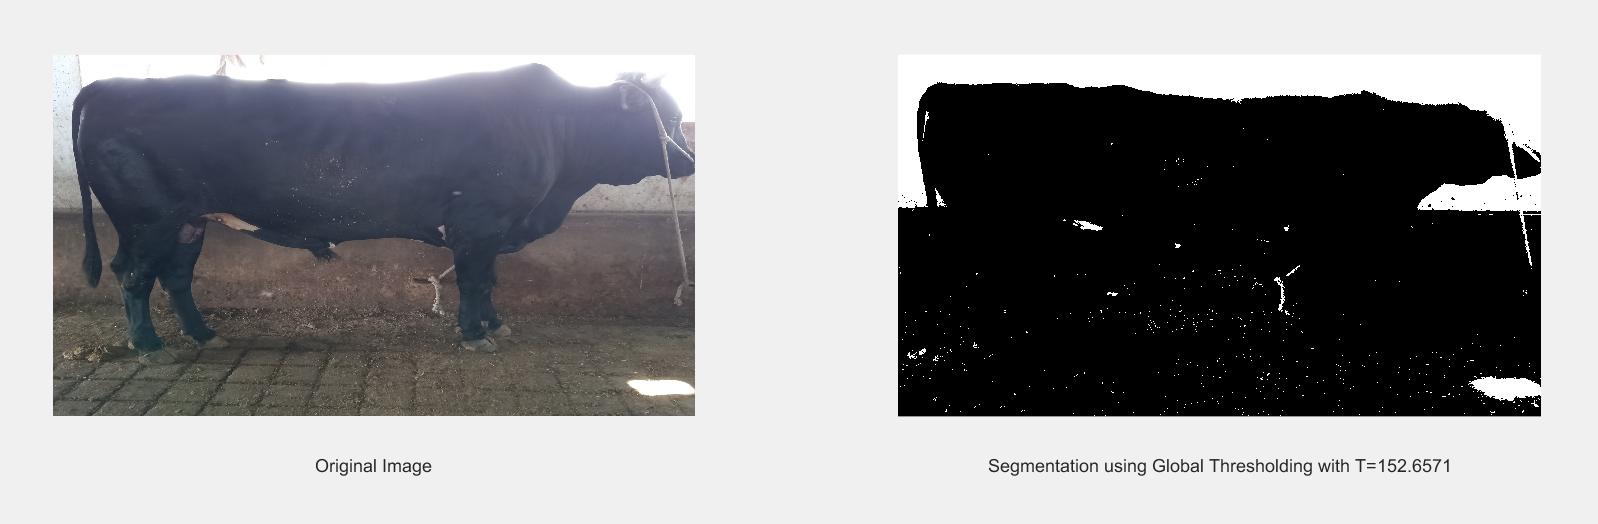 Original Image
Segmentation using Global Thresholding with T=152.6571